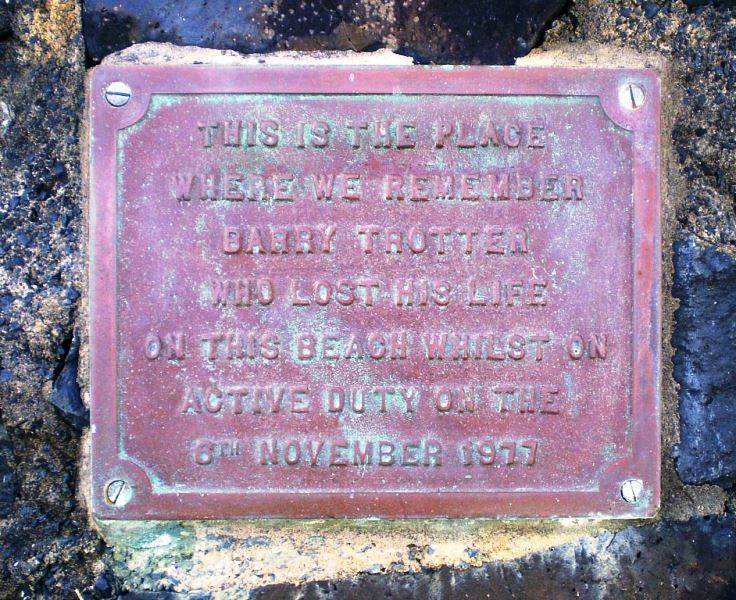 THIS IS THE PLACE
WHERE WE REMEMBER
BARRY TROTTER
WHO LOST HIS LIFE
ON THIS BEACH WHILST ON
ACTIVE DUTY ON THE
6TH NOVEMBER 1977